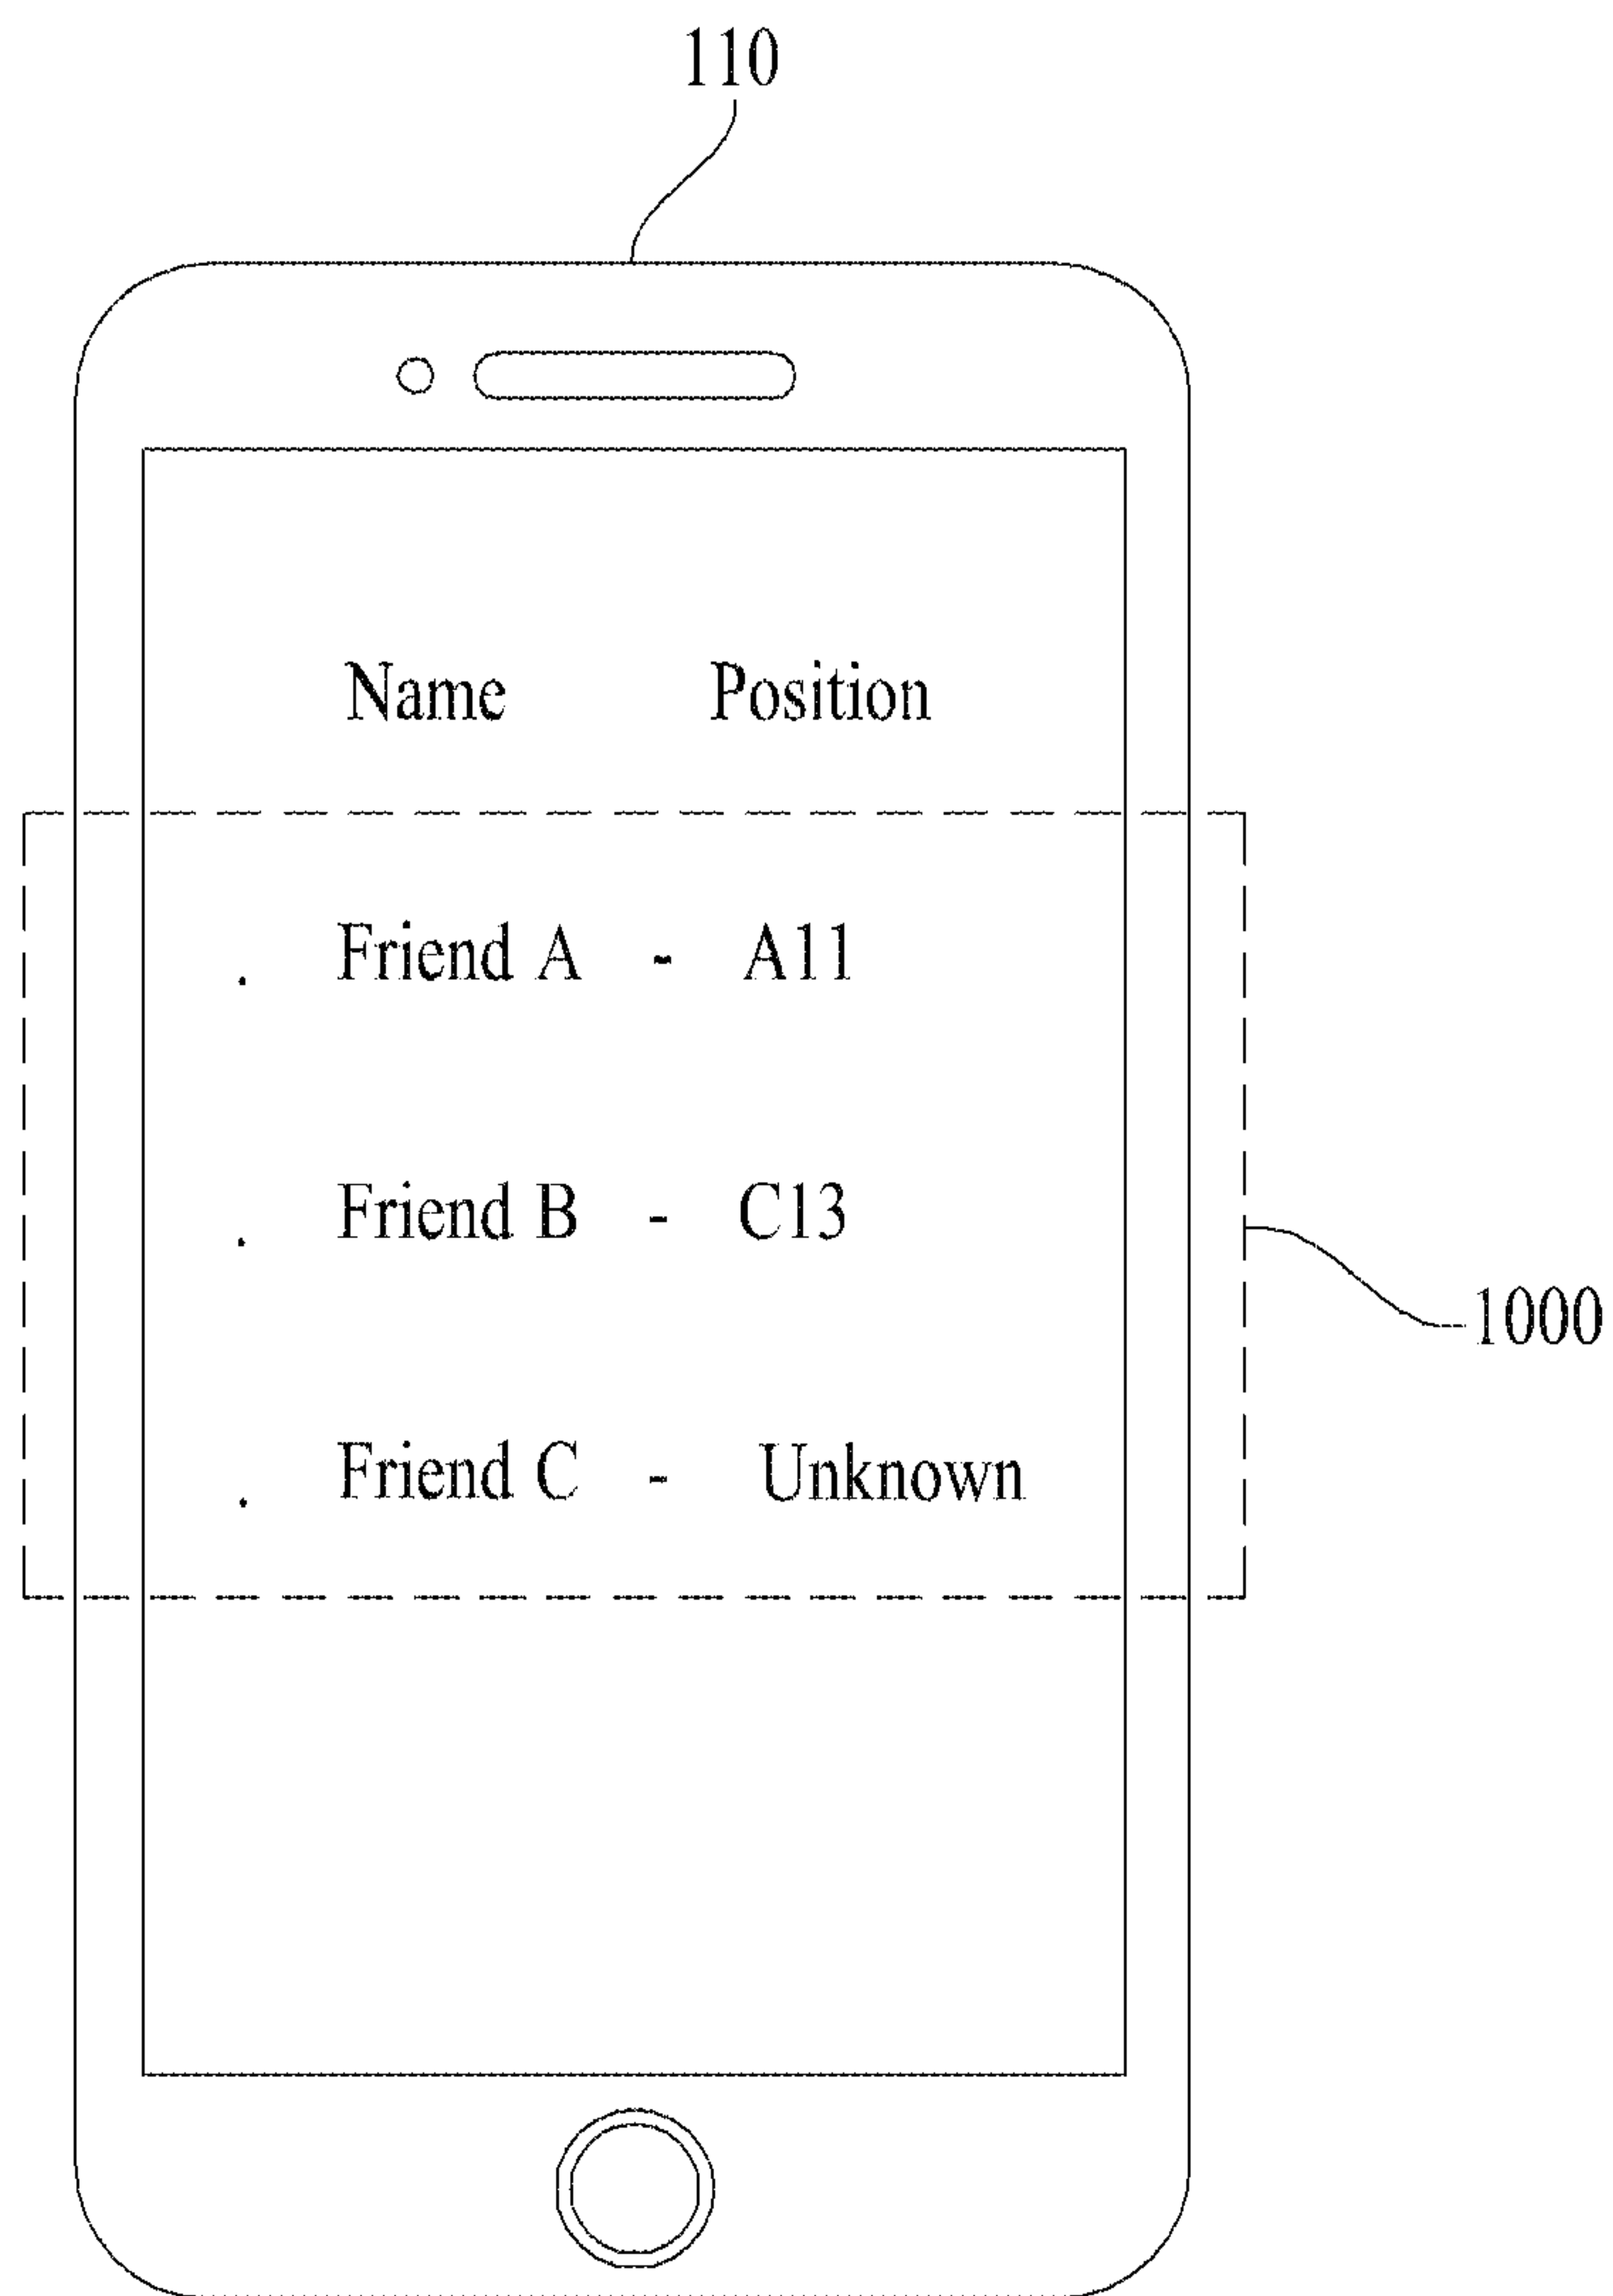 110
Name Position
. Friend A - A11
. Friend B - C13
1000
. Friend C - Unknown